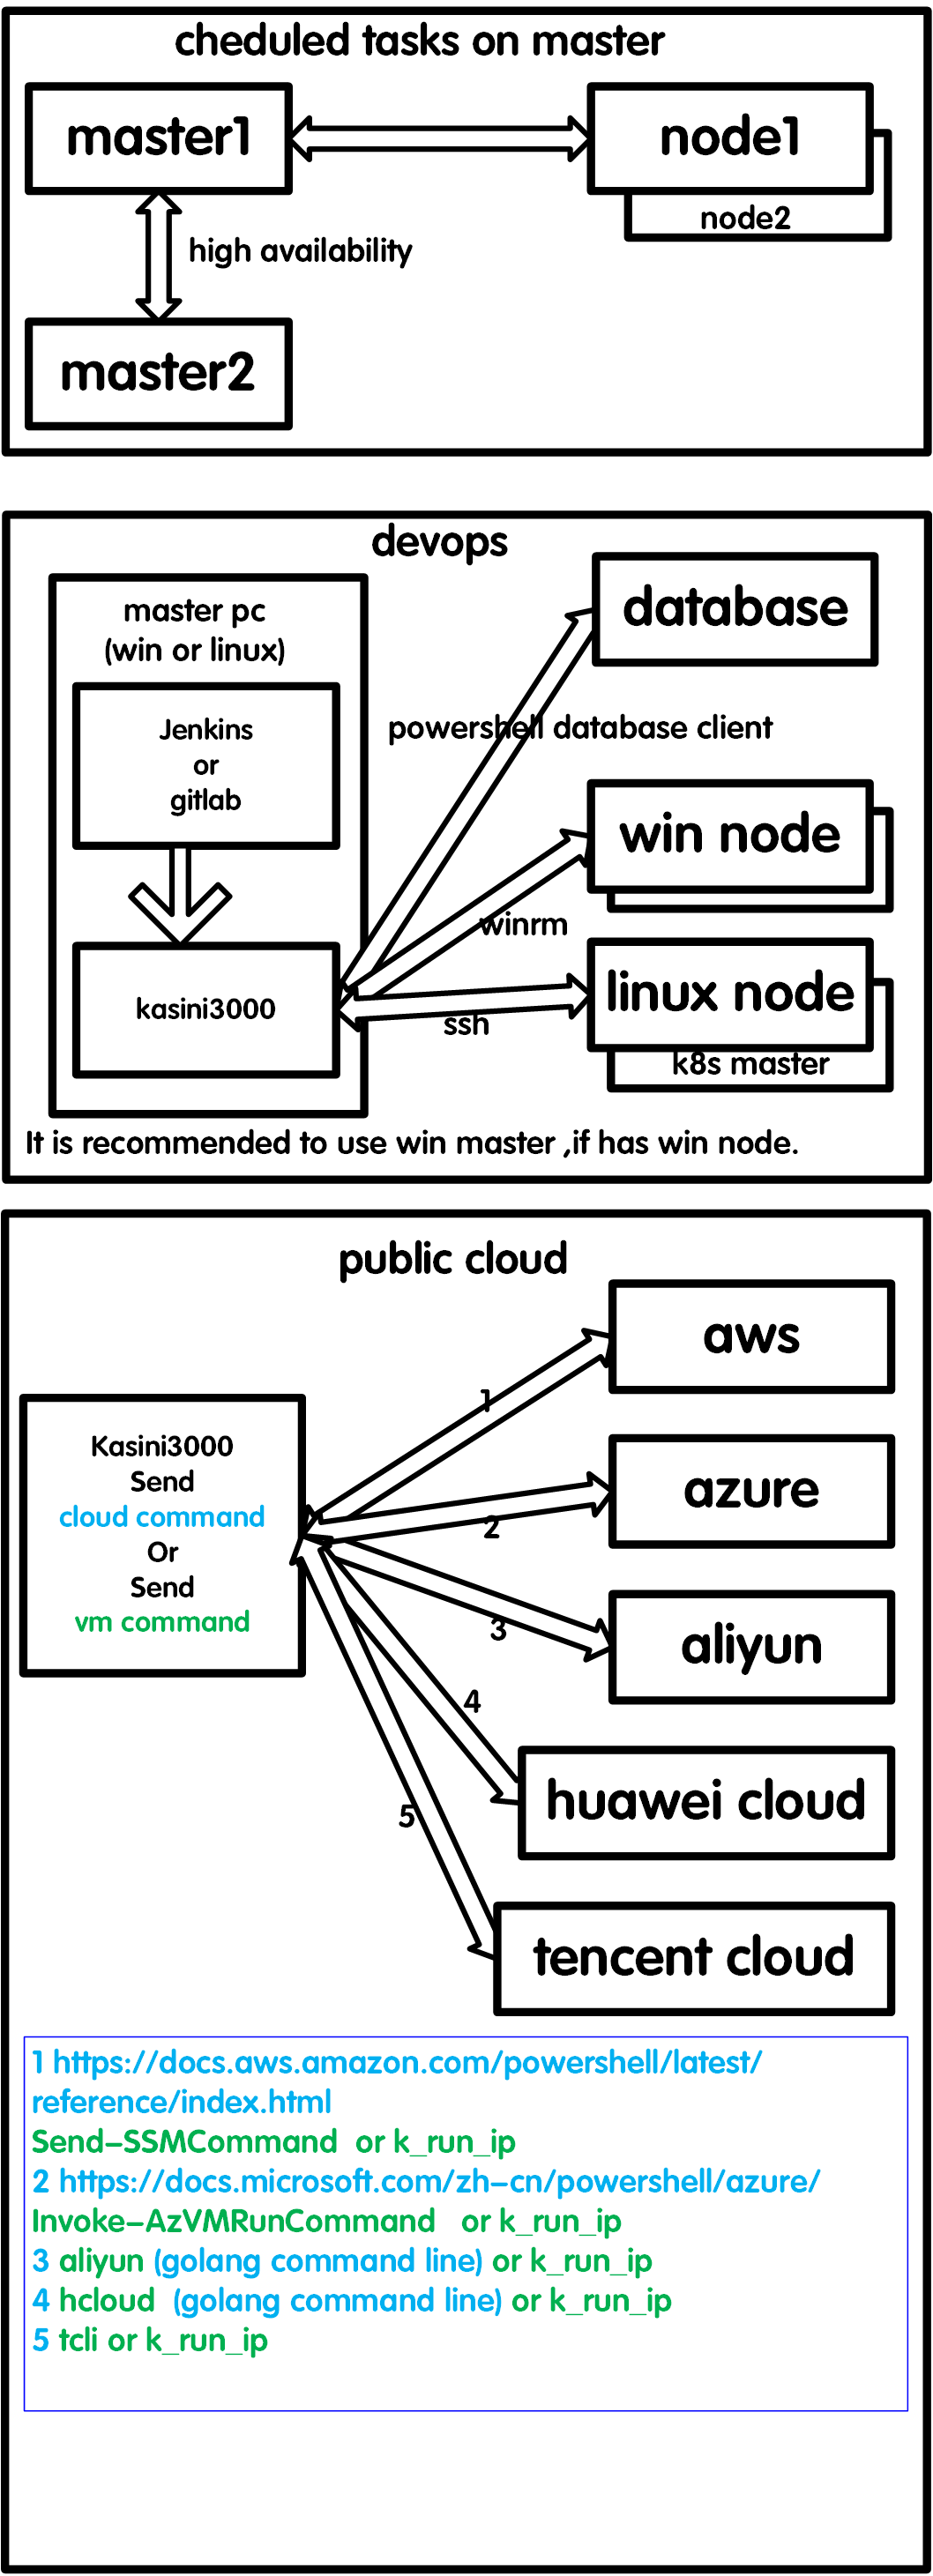 cheduled tasks on master
master1
node1
node2
high availability
master2
devops
master pc
(win or linux)
Jenkins
or
gitlab
kasini3000
database
powershell database client
win node
winrm
linux node
ssh
k8s master
It is recommended to use win master ,if has win node.
public cloud
Kasini3000
Send
cloud command
Or
Send
vm command
1
aws
2
azure
3
aliyun
4
huawei cloud
5
tencent cloud
1 https://docs.aws.amazon.com/powershell/latest/
reference/index.html
Send-SSMCommand  or k_run_ip
2 https://docs.microsoft.com/zh-cn/powershell/azure/
Invoke-AzVMRunCommand   or k_run_ip
3 aliyun (golang command line) or k_run_ip
4 hcloud  (golang command line) or k_run_ip
5 tcli or k_run_ip